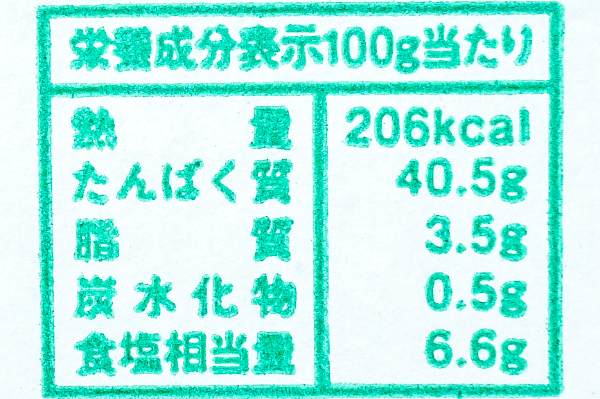 栄養成分表示100g当たり
熱量 206kcal
たんぱく質 40.5g
脂質 3.5g
炭水化物 0.5g
食塩相当量 6.6g